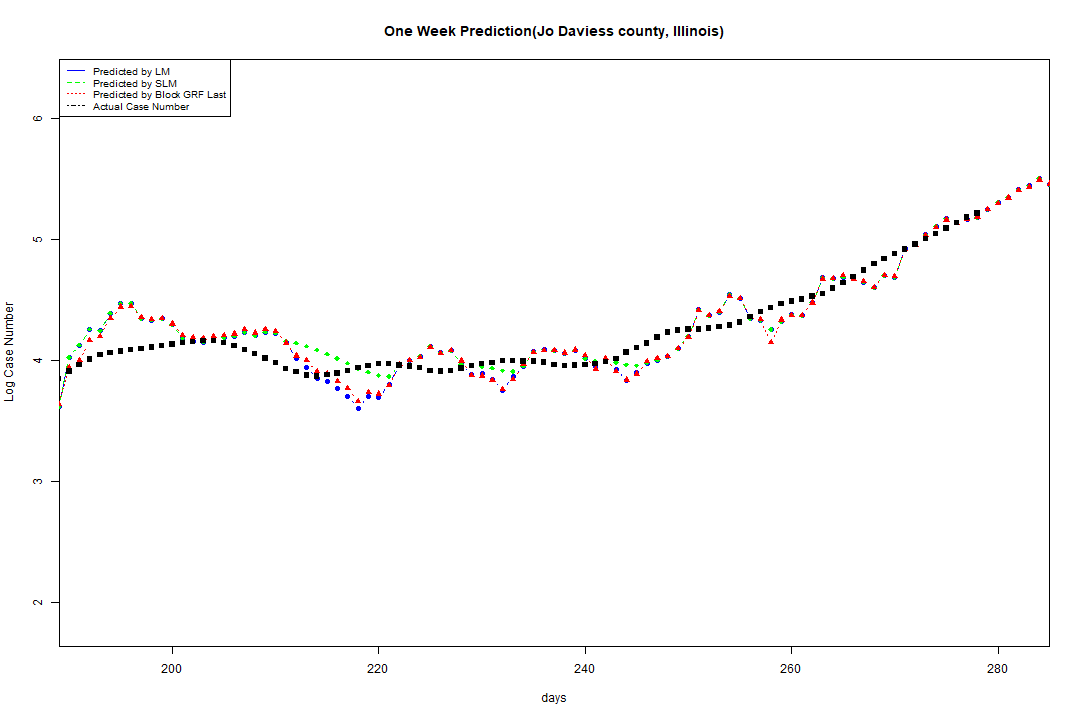 One Week Prediction(Jo Daviess county, Illinois)
Predicted by LM
Predicted by SLM
Predicted by Block GRF Last
Actual Case Number
Log Case Number
6
5
4
3
2
200 220 240 260 280
days